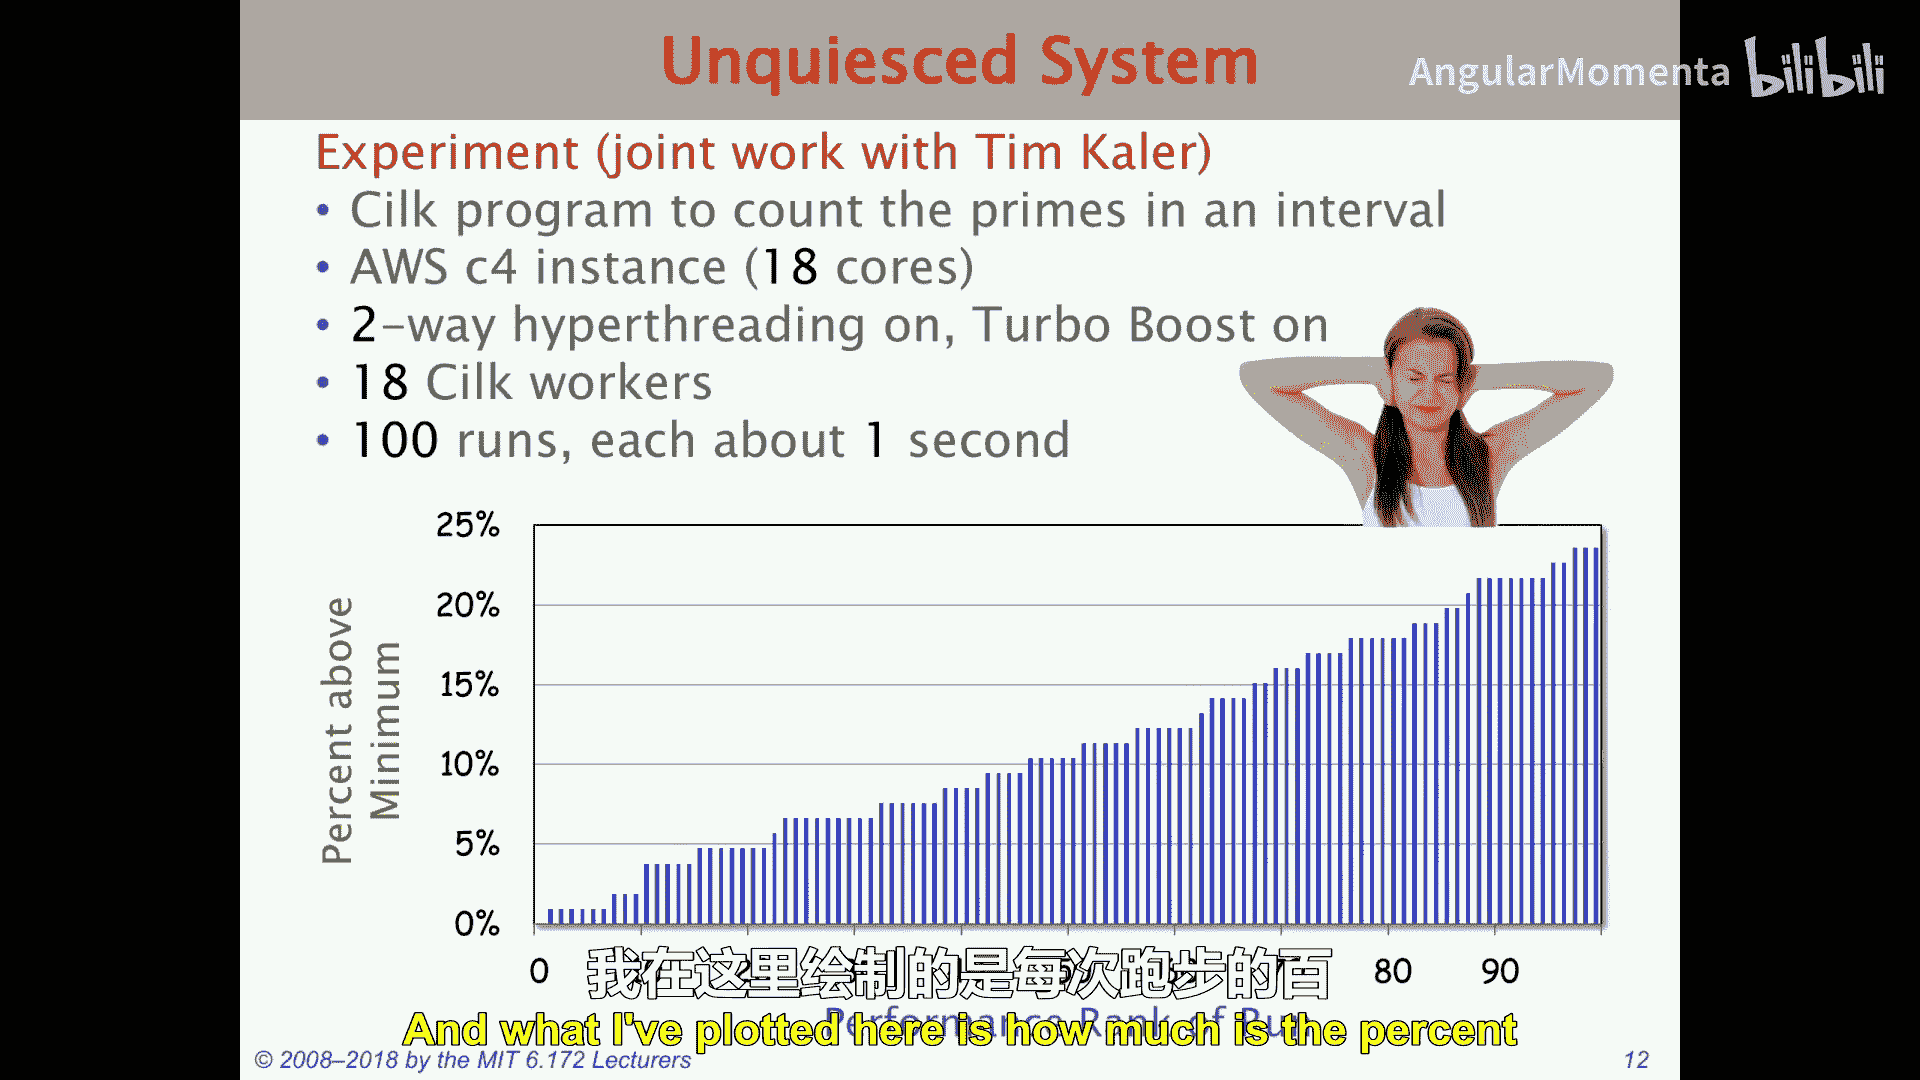 Unquiesced System
AngularMomenta bilibili
Experiment (joint work with Tim Kaler)
• Cilk program to count the primes in an interval
• AWS c4 instance (18 cores)
• 2-way hyperthreading on, Turbo Boost on
• 18 Cilk workers
• 100 runs, each about 1 second
25%
20%
15%
10%
5%
0%
Percent above
Minimum
0 80 90
我在这里绘制的是每次跑步的百
Performance Rank of Run
And what I've plotted here is how much is the percent
© 2008–2018 by the MIT 6.172 Lecturers
12